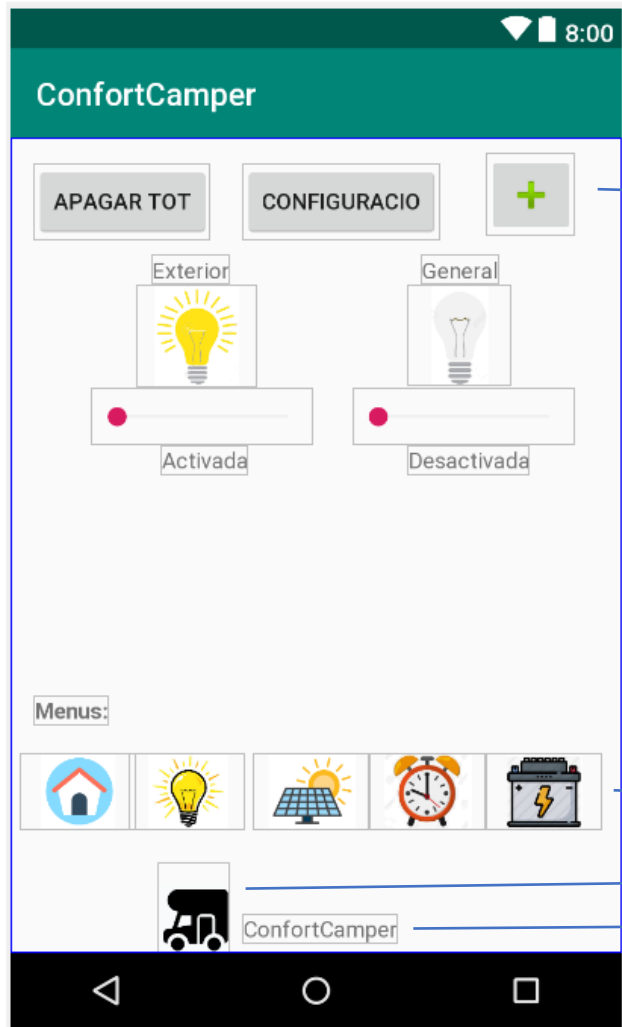 8:00
ConfortCamper
APAGAR TOT CONFIGURACIO
Exterior General
Activada Desactivada
Menus:
ConfortCamper